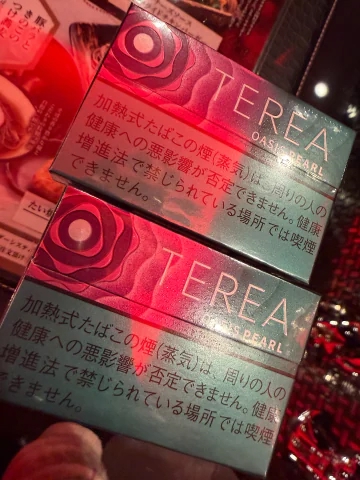 TEREA
OASIS PEARL
加熱式たばこの煙(蒸気)は、周りの人の
健康への悪影響が否定できません。健康
増進法で禁じられている場所では喫煙
できません。
TEREA
PEARL
加熱式たばこの煙(蒸気)は、周りの人の
健康への悪影響が否定できません。健康
増進法で禁じられている場所では喫煙
できません。